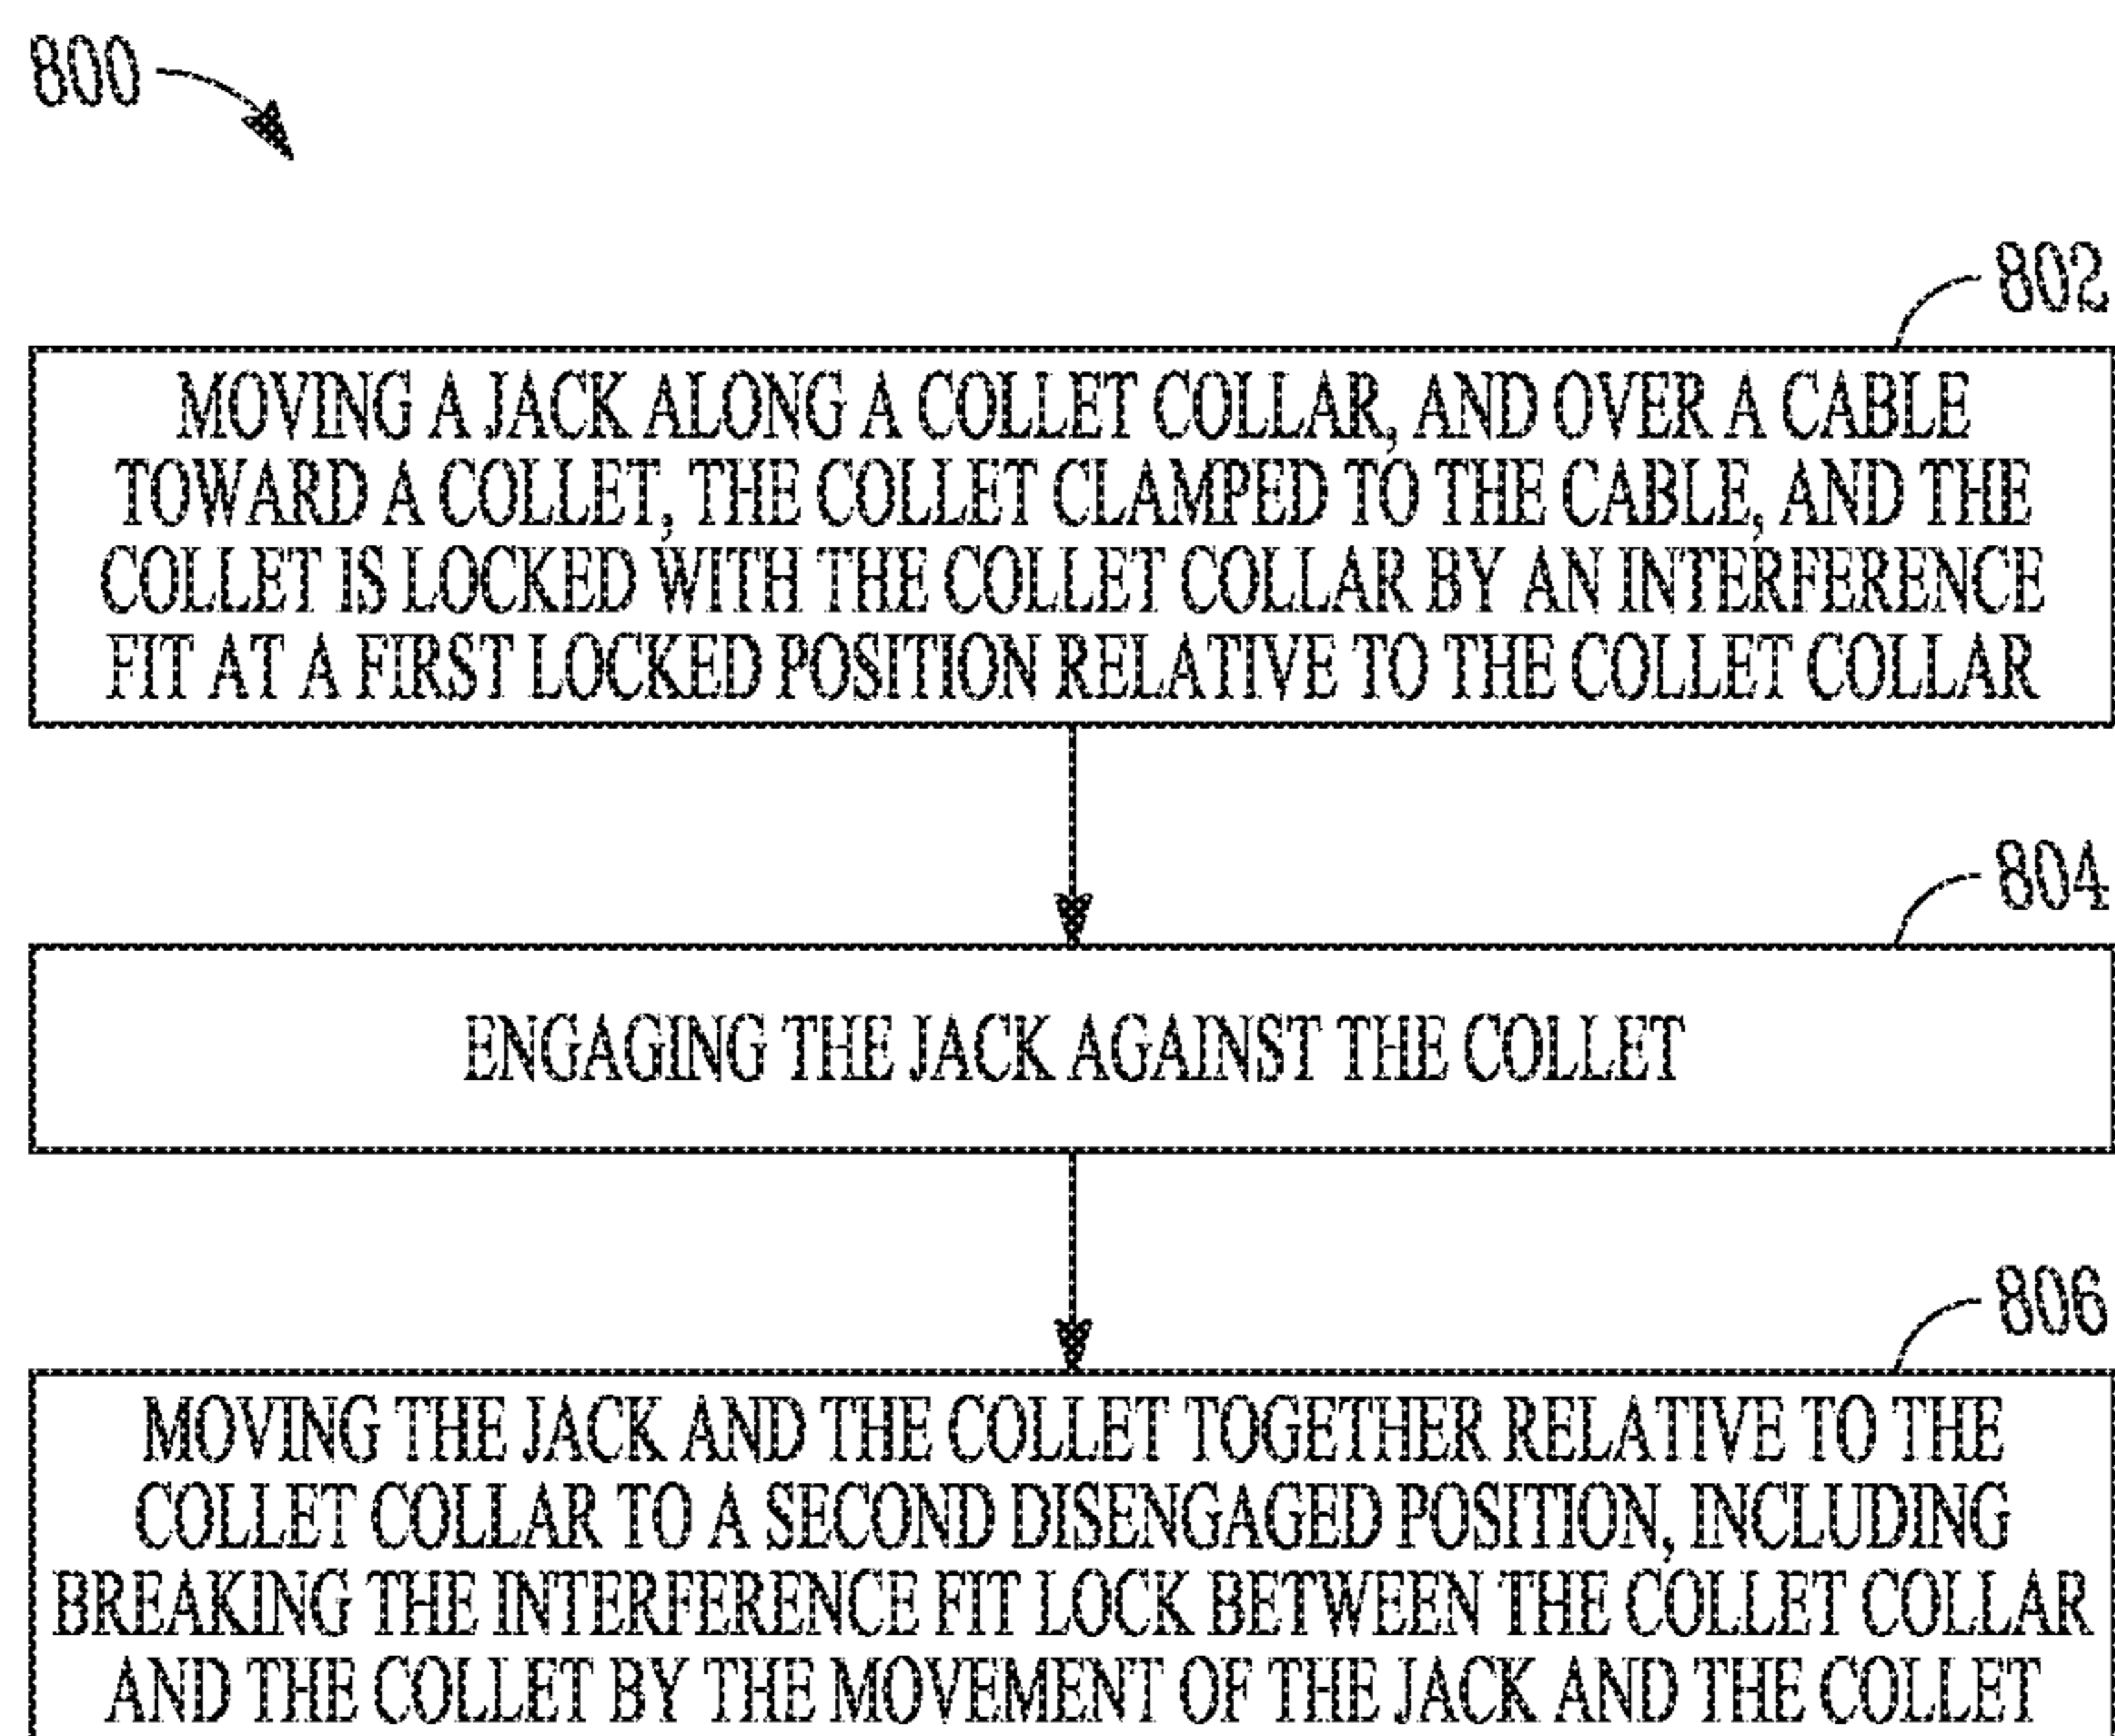 800
802
MOVING A JACK ALONG A COLLET COLLAR, AND OVER A CABLE
TOWARD A COLLET, THE COLLET CLAMPED TO THE CABLE, AND THE
COLLET IS LOCKED WITH THE COLLET COLLAR BY AN INTERFERENCE
FIT AT A FIRST LOCKED POSITION RELATIVE TO THE COLLET COLLAR
804
ENGAGING THE JACK AGAINST THE COLLET
806
MOVING THE JACK AND THE COLLET TOGETHER RELATIVE TO THE
COLLET COLLAR TO A SECOND DISENGAGED POSITION, INCLUDING
BREAKING THE INTERFERENCE FIT LOCK BETWEEN THE COLLET COLLAR
AND THE COLLET BY THE MOVEMENT OF THE JACK AND THE COLLET